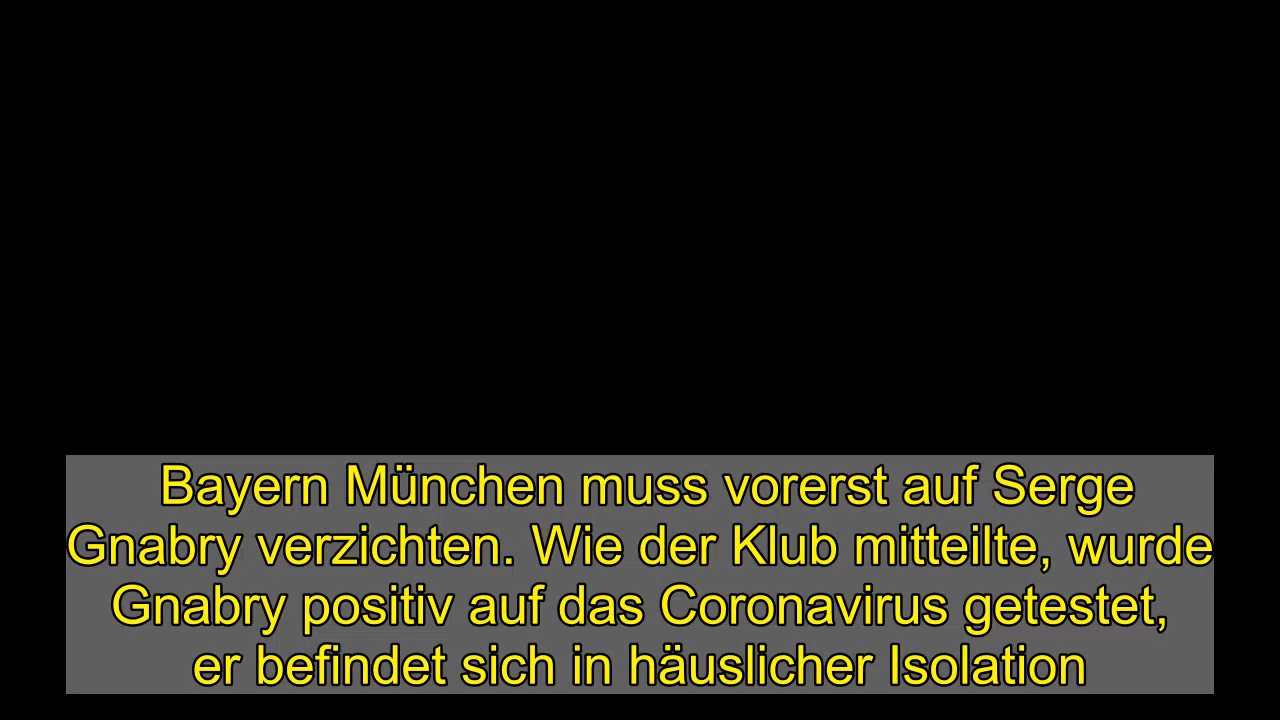 Bayern München muss vorerst auf Serge
Gnabry verzichten. Wie der Klub mitteilte, wurde
Gnabry positiv auf das Coronavirus getestet,
er befindet sich in häuslicher Isolation